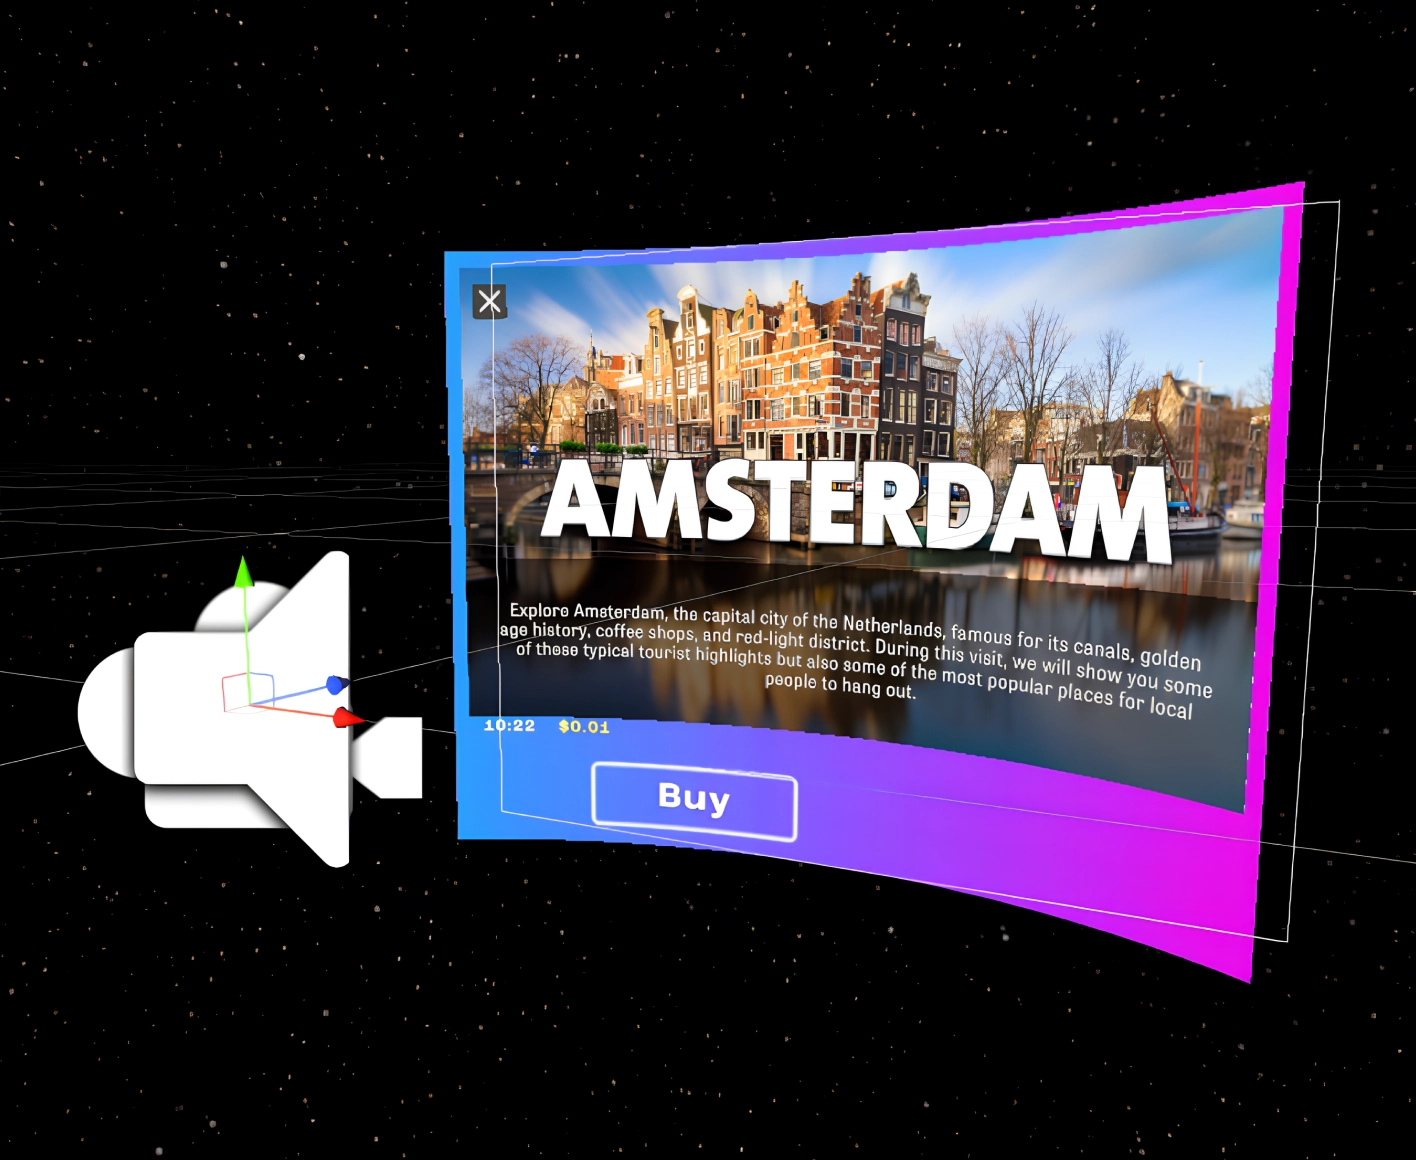 AMSTERDAM
Explore Amsterdam, the capital city of the Netherlands, famous for its canals, golden
age history, coffee shops, and red-light district. During this visit, we will show you some
of these typical tourist highlights but also some of the most popular places for local
people to hang out.
10:22 $0.01
Buy